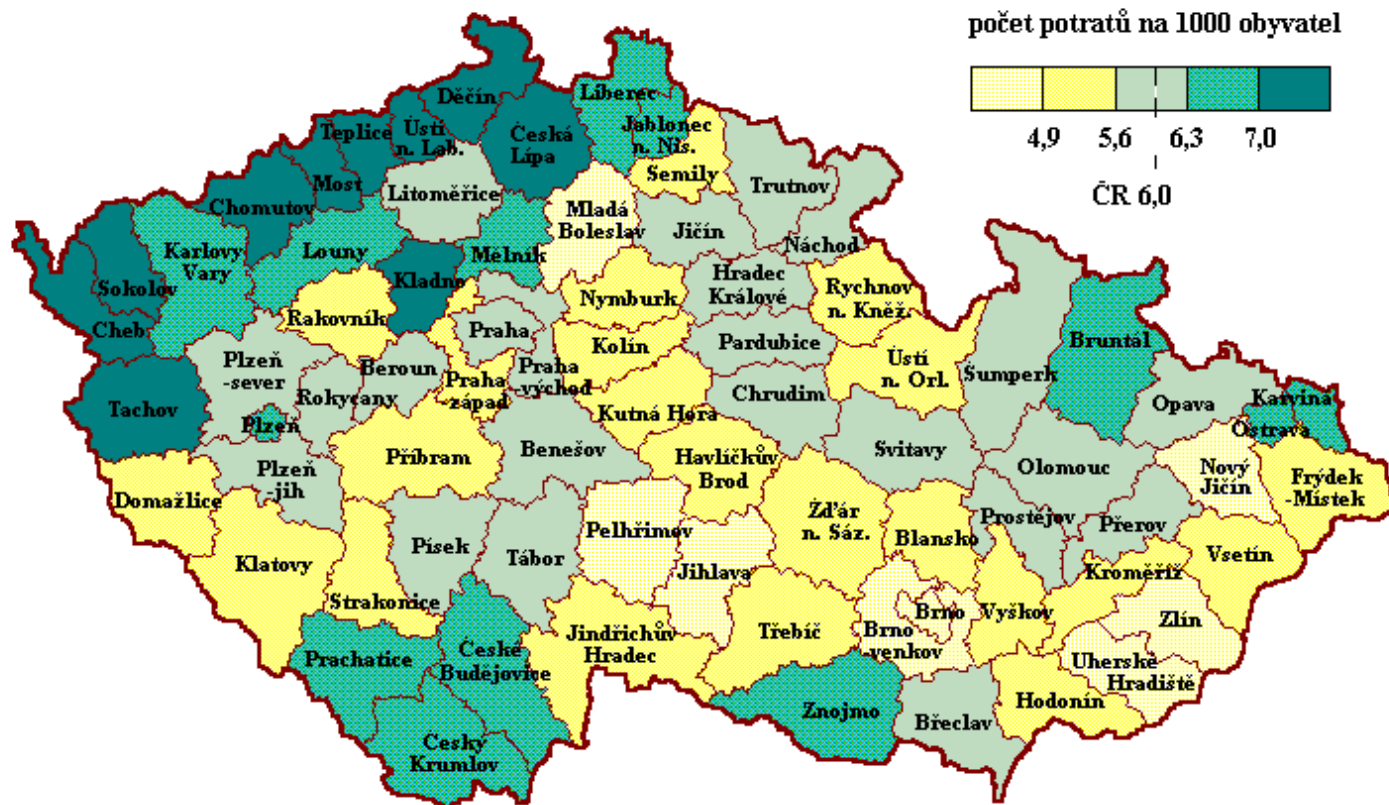 počet potratů na 1000 obyvatel
4,9
5,6
6,3
7,0
ČR 6,0
Děčín
Liberec
Teplice
Ústí
n. Lab.
Česká
Lípa
Jablonec
n. Nis.
Semily
Trutnov
Most
Chomutov
Litoměřice
Mladá
Boleslav
Jičín
Náchod
Karlovy
Vary
Louny
Mělník
Kladno
Sokolov
Cheb
Hradec
Králové
Rychnov
n. Kněž.
Nymburk
Rakovník
Praha
Kolín
Pardubice
Ústí
n. Orl.
Bruntál
Plzeň
-sever
Beroun
Rokycany
Praha
-západ
Praha
-východ
Šumperk
Tachov
Plzeň
Kutná Hora
Chrudim
Opava
Karviná
Ostrava
Příbram
Benešov
Havlíčkův
Brod
Svitavy
Olomouc
Nový
Jičín
Frýdek
-Místek
Plzeň
-jih
Domažlice
Klatovy
Písek
Tábor
Pelhřimov
Žďár
n. Sáz.
Blansko
Prostejov
Přerov
Vsetín
Jihlava
Strakonice
Kroměříž
Brno
Vyškov
Zlín
Jindřichův
Hradec
Třebíč
Brno
-venkov
Uherské
Hradiště
Prachatice
České
Budějovice
Hodonín
Znojmo
Břeclav
Ceský
Krumlov